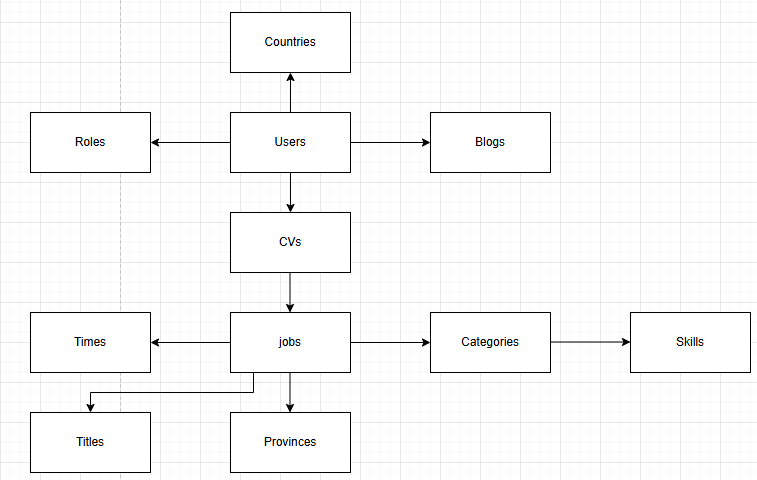 Countries
Roles
Users
Blogs
CVs
Times
jobs
Categories
Skills
Titles
Provinces